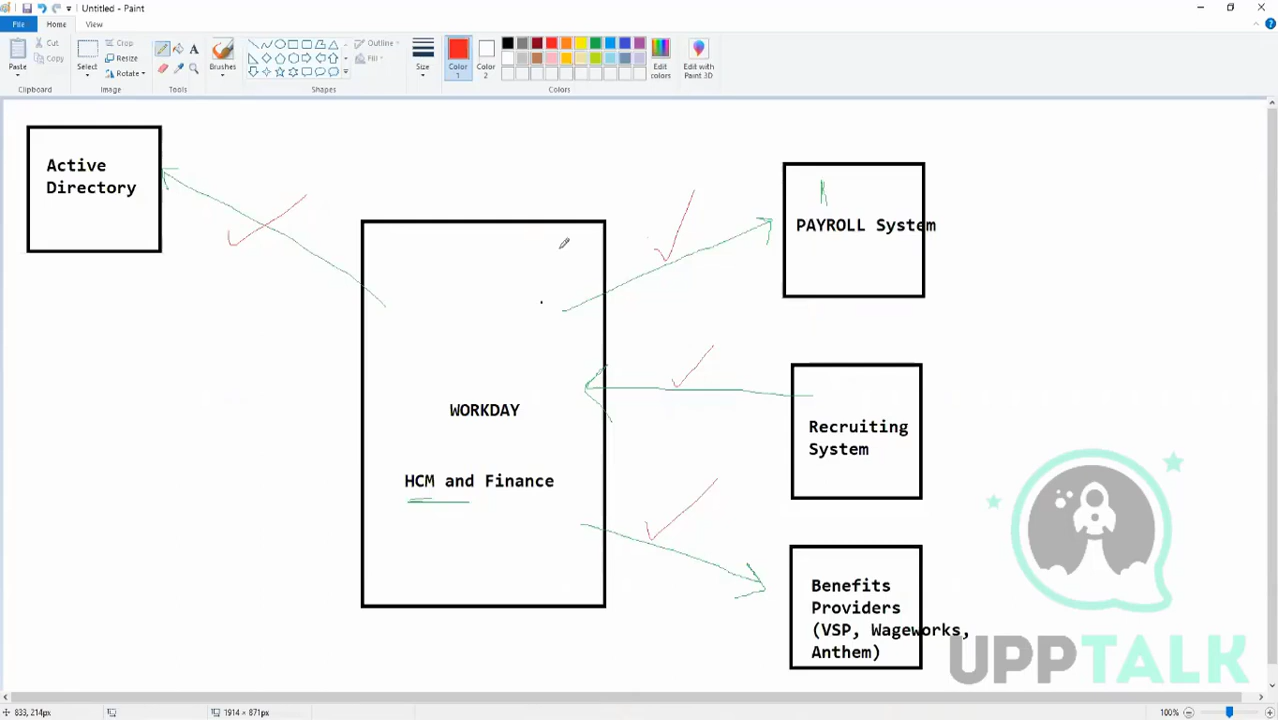 Untitled - Paint
File
Home
View
Paste
Cut
Copy
Clipboard
Select
Crop
Resize
Rotate
Image
Tools
Brushes
Outline
Fill
Shapes
Size
Color 1
Color 2
Edit colors
Edit with Paint 3D
Colors
Active
Directory
PAYROLL System
WORKDAY
HCM and Finance
Recruiting
System
Benefits
Providers
(VSP, Wageworks,
Anthem)
UPPTALK
833, 214px
1914 × 871px
100%